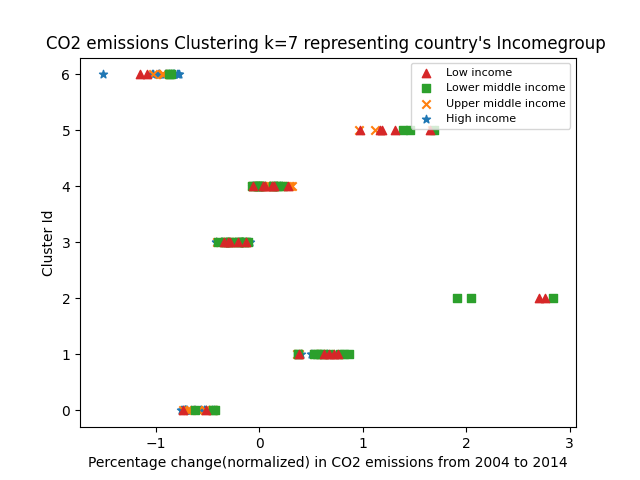 CO2 emissions Clustering k=7 representing country's Incomegroup
Low income
Lower middle income
Upper middle income
High income
6
5
4
3
2
1
0
Cluster Id
−1
0
1
2
3
Percentage change(normalized) in CO2 emissions from 2004 to 2014